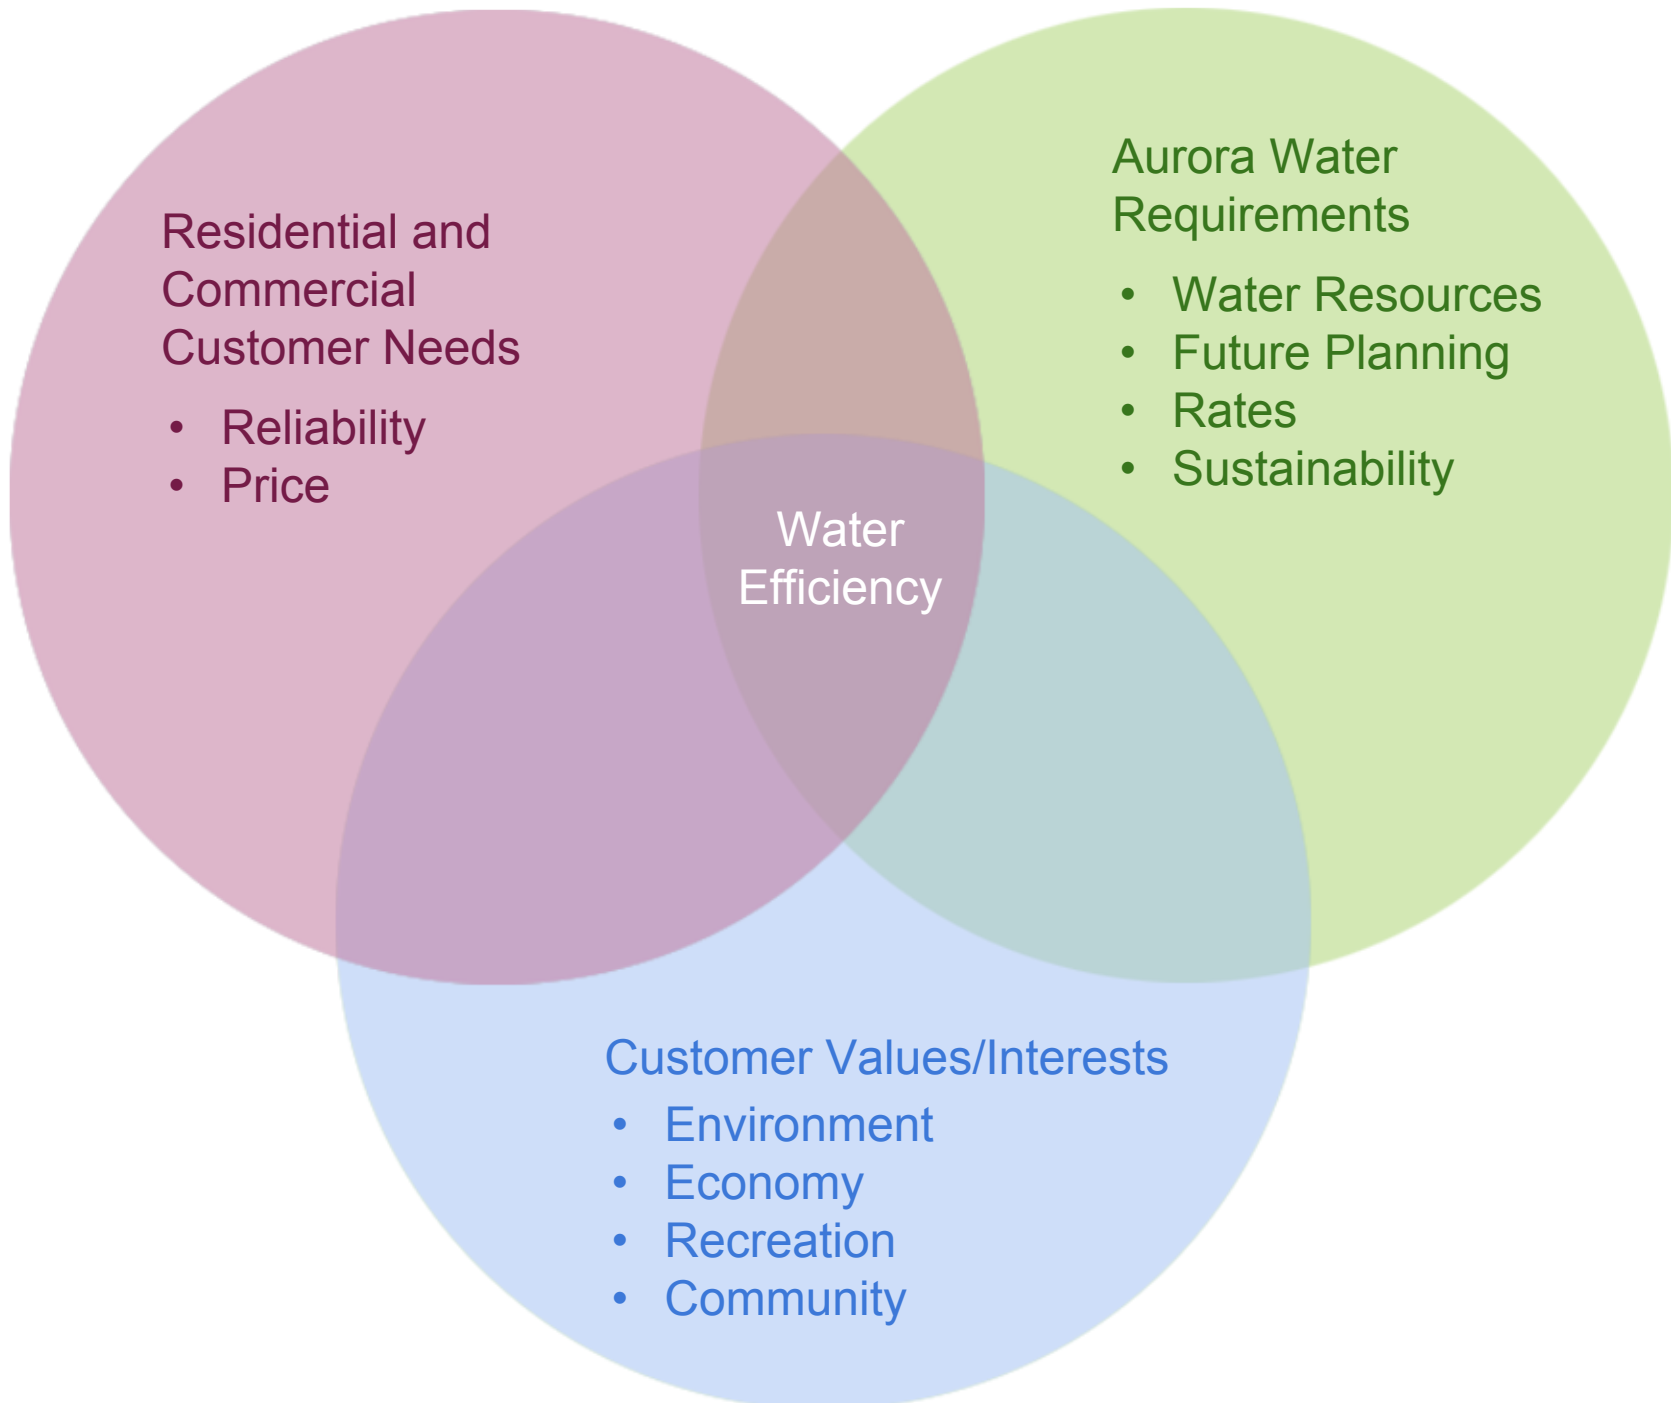 Residential and
Commercial
Customer Needs
• Reliability
• Price
Aurora Water
Requirements
• Water Resources
• Future Planning
• Rates
• Sustainability
Water
Efficiency
Customer Values/Interests
• Environment
• Economy
• Recreation
• Community